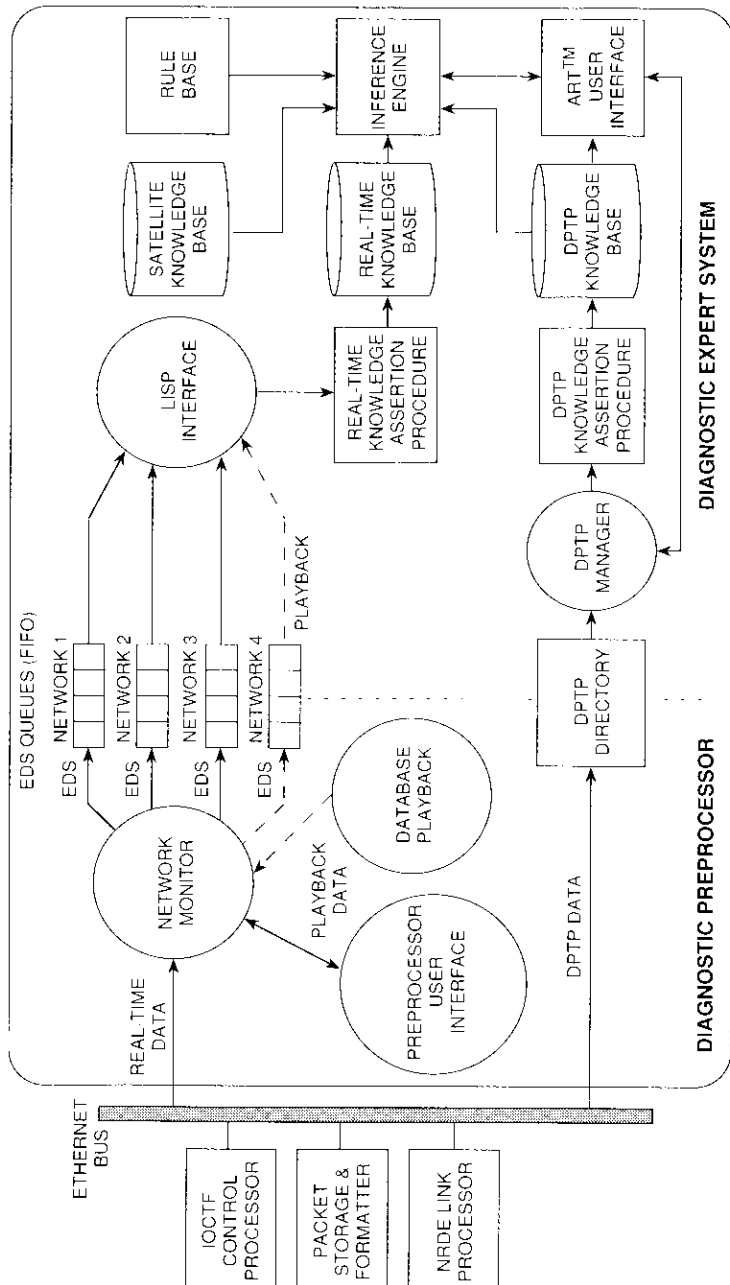 ETHERNET
BUS
IOCTF
CONTROL
PROCESSOR
PACKET
STORAGE &
FORMATTER
NRDE LINK
PROCESSOR
REAL-TIME
DATA
NETWORK
MONITOR
PREPROCESSOR
USER
INTERFACE
PLAYBACK
DATA
DATABASE
PLAYBACK
DPTP DATA
DIAGNOSTIC PREPROCESSOR
EDS QUEUES (FIFO)
EDS
NETWORK 1
EDS
NETWORK 2
EDS
NETWORK 3
EDS
NETWORK 4
PLAYBACK
DPTP
DIRECTORY
LISP
INTERFACE
REAL-TIME
KNOWLEDGE
ASSERTION
PROCEDURE
DPTP
MANAGER
DPTP
KNOWLEDGE
ASSERTION
PROCEDURE
SATELLITE
KNOWLEDGE
BASE
REAL-TIME
KNOWLEDGE
BASE
DPTP
KNOWLEDGE
BASE
RULE
BASE
INFERENCE
ENGINE
ART™
USER
INTERFACE
DIAGNOSTIC EXPERT SYSTEM